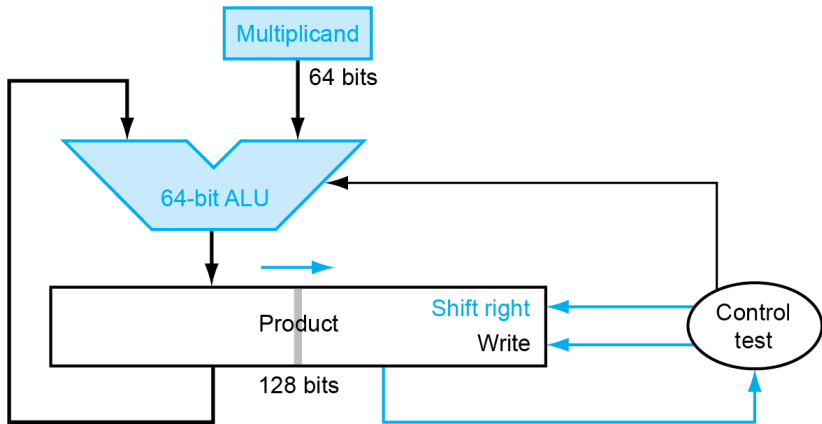 Multiplicand
64 bits
64-bit ALU
Shift right
Product
Write
128 bits
Control
test